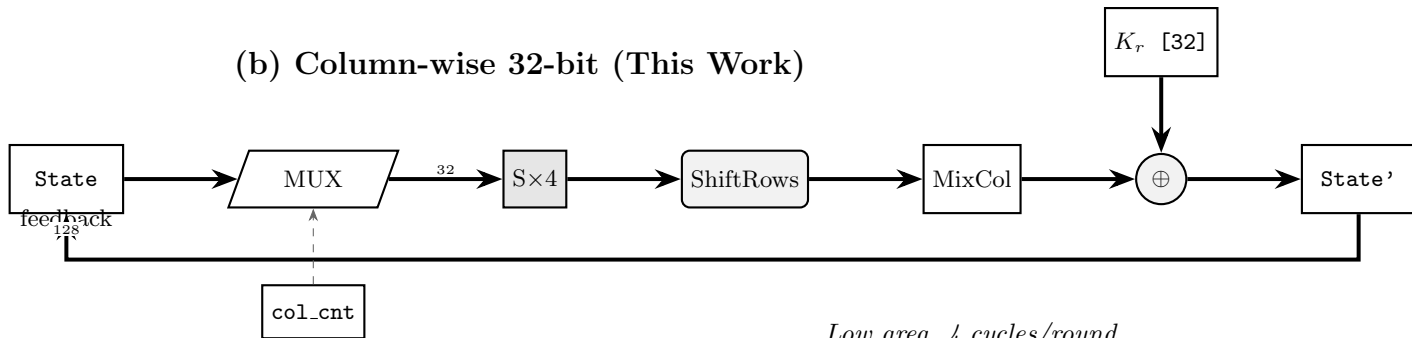 K_r [32]
(b) Column-wise 32-bit (This Work)
State
MUX
32
S×4
ShiftRows
MixCol
⊕
State'
feedback
128
col_cnt
Low area, 4 cycles/round